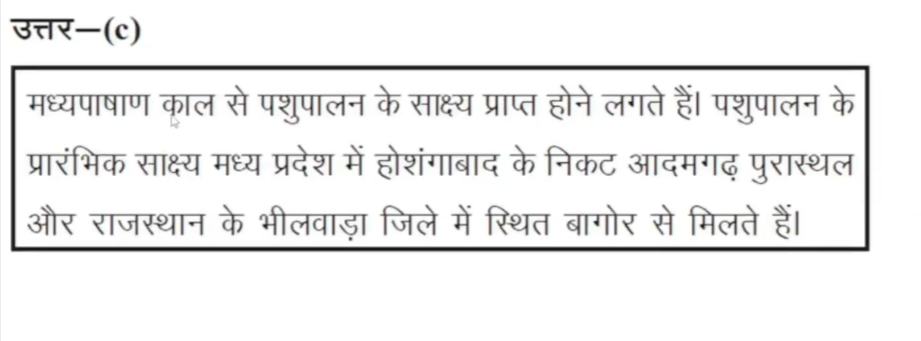 उत्तर—(c)
मध्यपाषाण काल से पशुपालन के साक्ष्य प्राप्त होने लगते हैं। पशुपालन के
प्रारंभिक साक्ष्य मध्य प्रदेश में होशंगाबाद के निकट आदमगढ़ पुरास्थल
और राजस्थान के भीलवाड़ा जिले में स्थित बागोर से मिलते हैं।